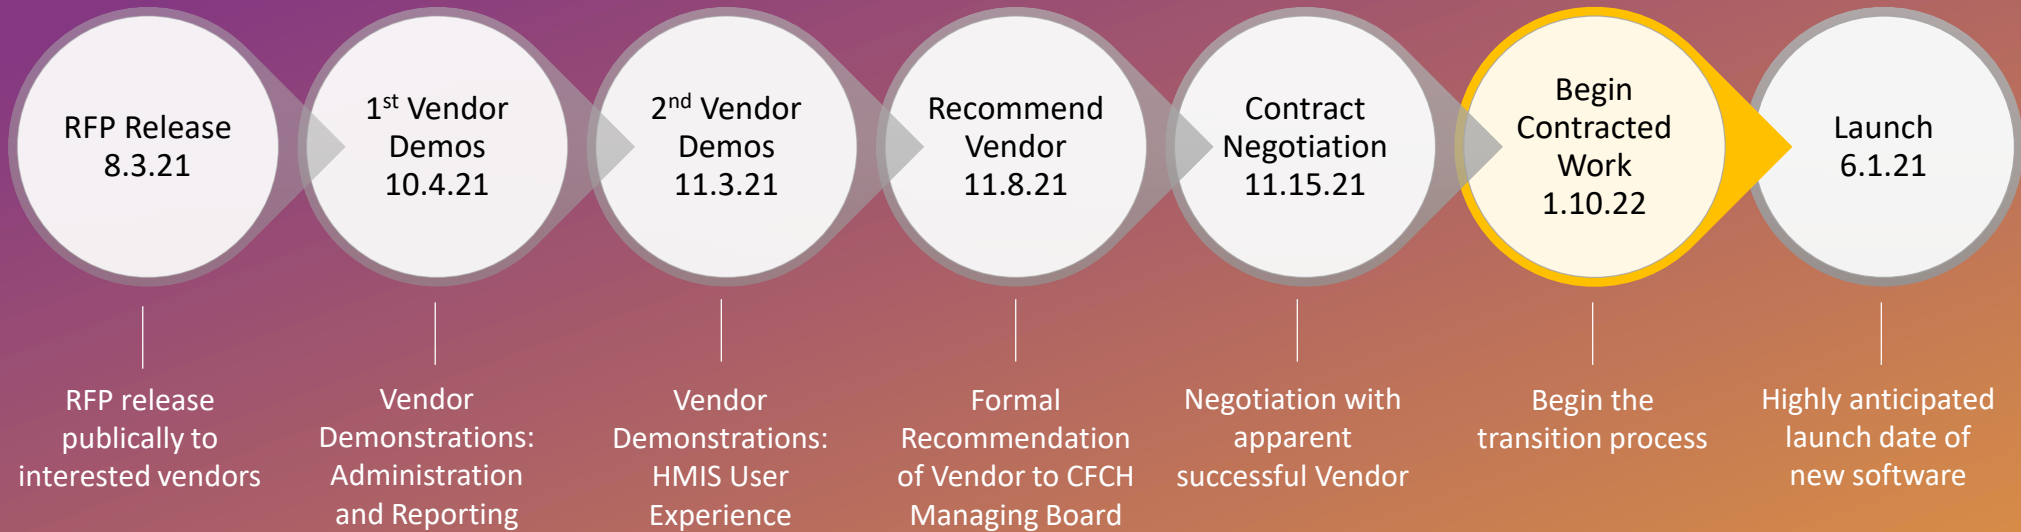 RFP Release
8.3.21
1st Vendor
Demos
10.4.21
2nd Vendor
Demos
11.3.21
Recommend
Vendor
11.8.21
Contract
Negotiation
11.15.21
Begin
Contracted
Work
1.10.22
Launch
6.1.21
RFP release
publically to
interested vendors
Vendor
Demonstrations:
Administration
and Reporting
Vendor
Demonstrations:
HMIS User
Experience
Formal
Recommendation
of Vendor to CFCH
Managing Board
Negotiation with
apparent
successful Vendor
Begin the
transition process
Highly anticipated
launch date of
new software